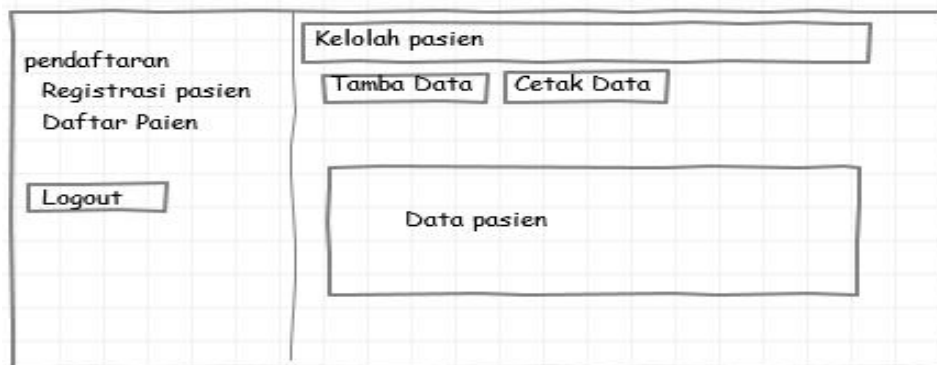 pendaftaran
Registrasi pasien
Daftar Paien
Logout
Kelolah pasien
Tamba Data
Cetak Data
Data pasien